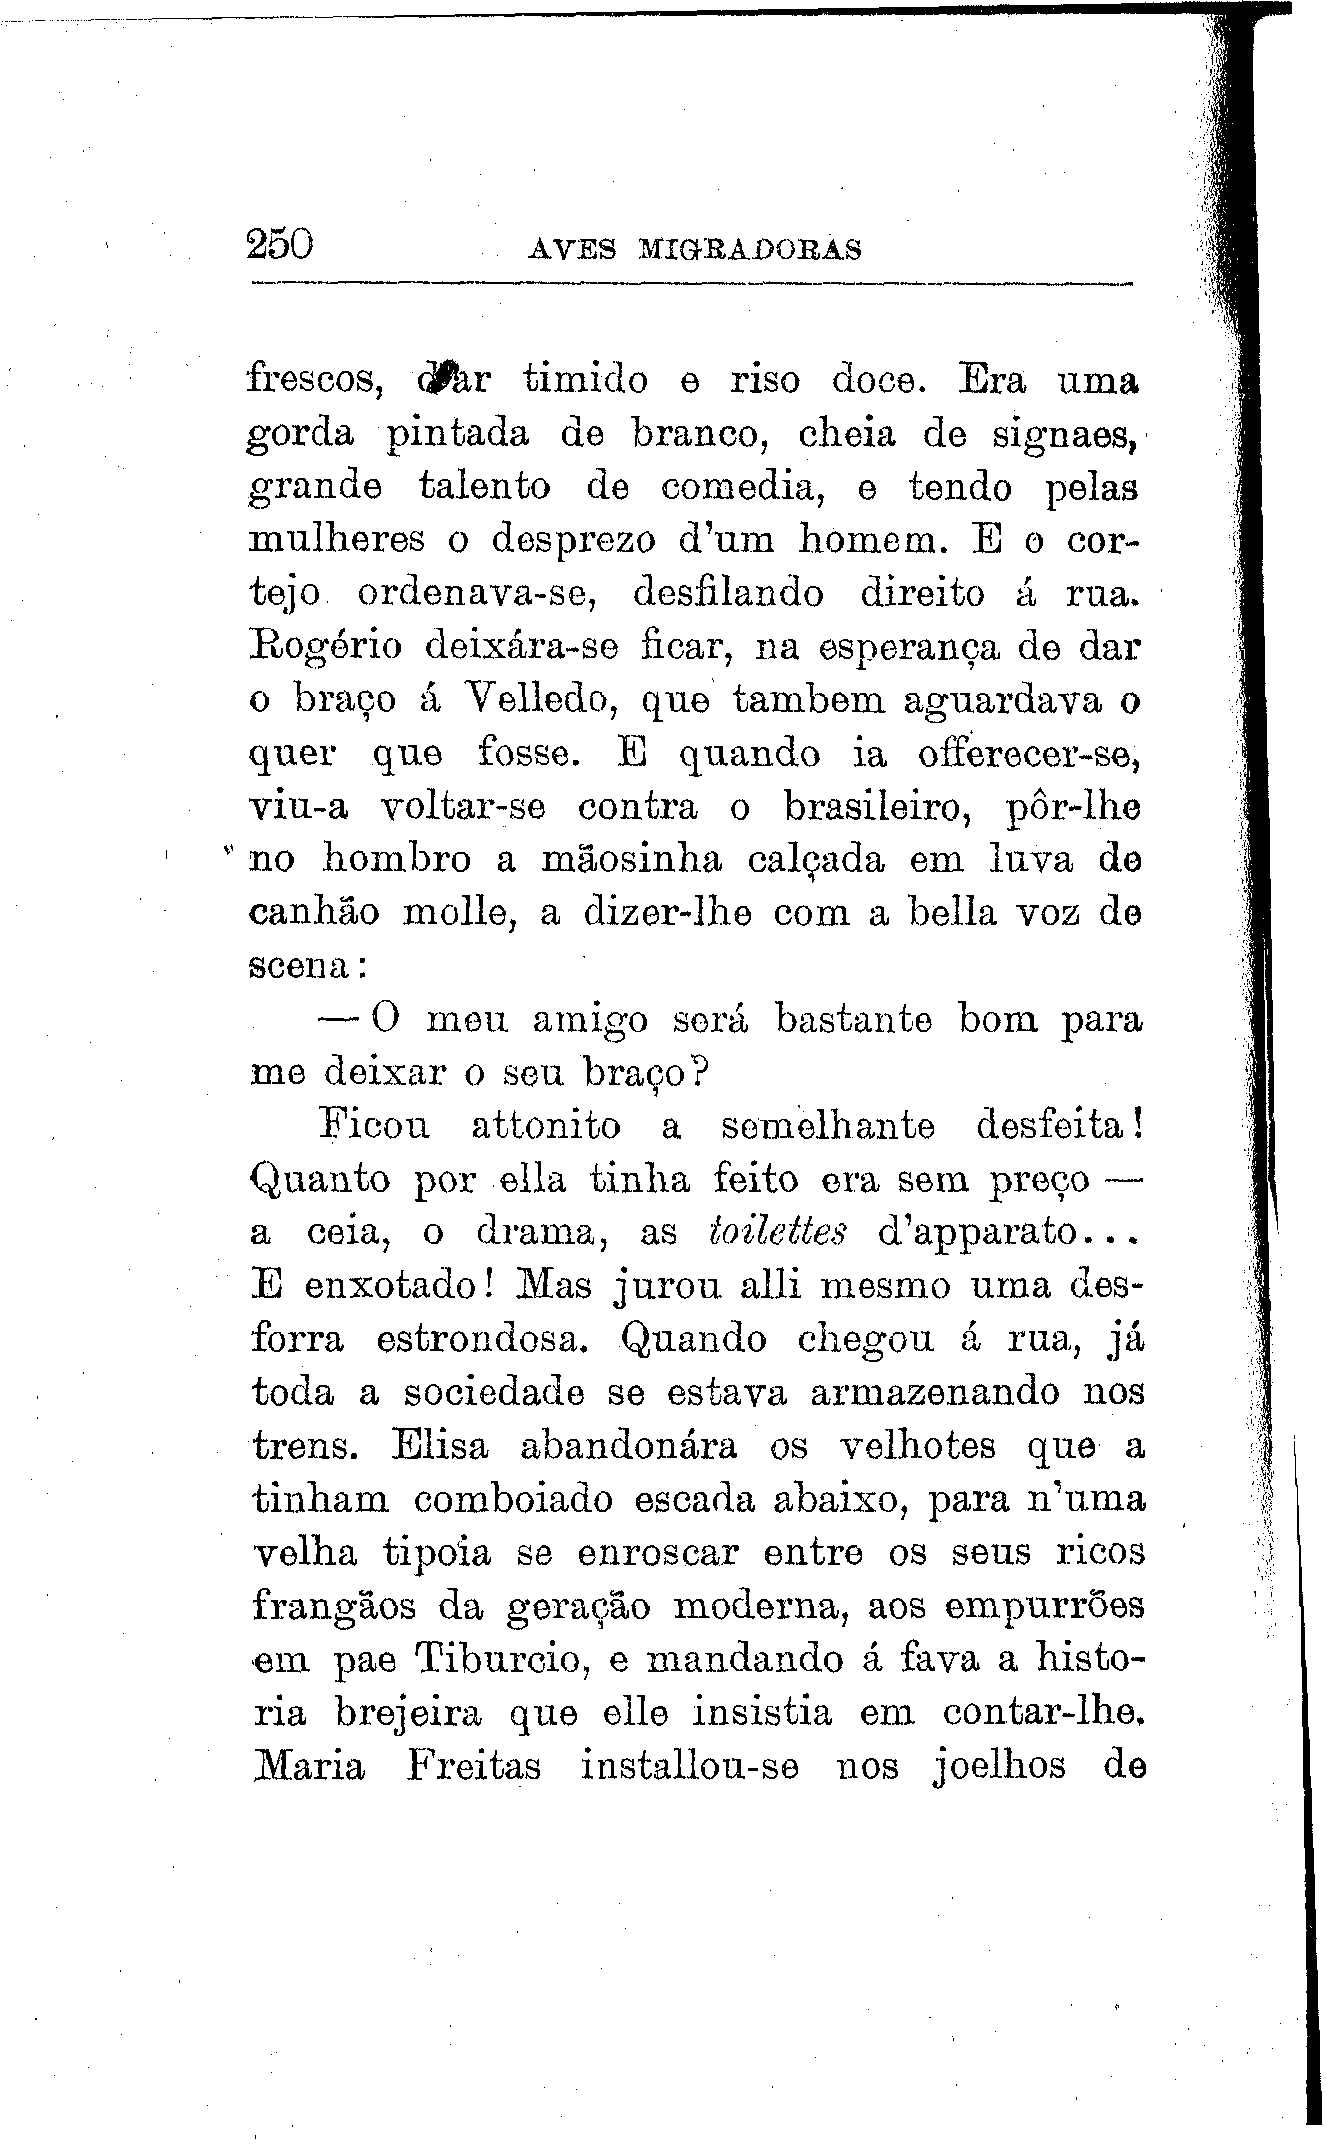 250 AVES MIGRADORAS
frescos, timido e riso doce. Era uma
gorda pintada de branco, cheia de signaes,
grande talento de comedia, e tendo pelas
mulheres o desprezo d'um homem. E o cor-
tejo ordenava-se, desfilando direito á rua.
Rogério deixára-se ficar, na esperança de dar
o braço á Velledo, que tambem aguardava o
quer que fosse. E quando ia offerecer-se,
viu-a voltar-se contra o brasileiro, pôr-lhe
no hombro a mãosinha calçada em luva de
canhão molle, a dizer-lhe com a bella voz de
scena:
— O meu amigo será bastante bom para
me deixar o seu braço?
Ficou attonito a semelhante desfeita!
Quanto por ella tinha feito era sem preço —
a ceia, o drama, as toilettes d'apparato...
E enxotado! Mas jurou alli mesmo uma des-
forra estrondosa. Quando chegou á rua, já
toda a sociedade se estava armazenando nos
trens. Elisa abandonára os velhotes que a
tinham comboiado escada abaixo, para n'uma
velha tipoia se enroscar entre os seus ricos
frangãos da geração moderna, aos empurrões
em pae Tiburcio, e mandando á fava a histo-
ria brejeira que elle insistia em contar-lhe.
Maria Freitas installou-se nos joelhos de